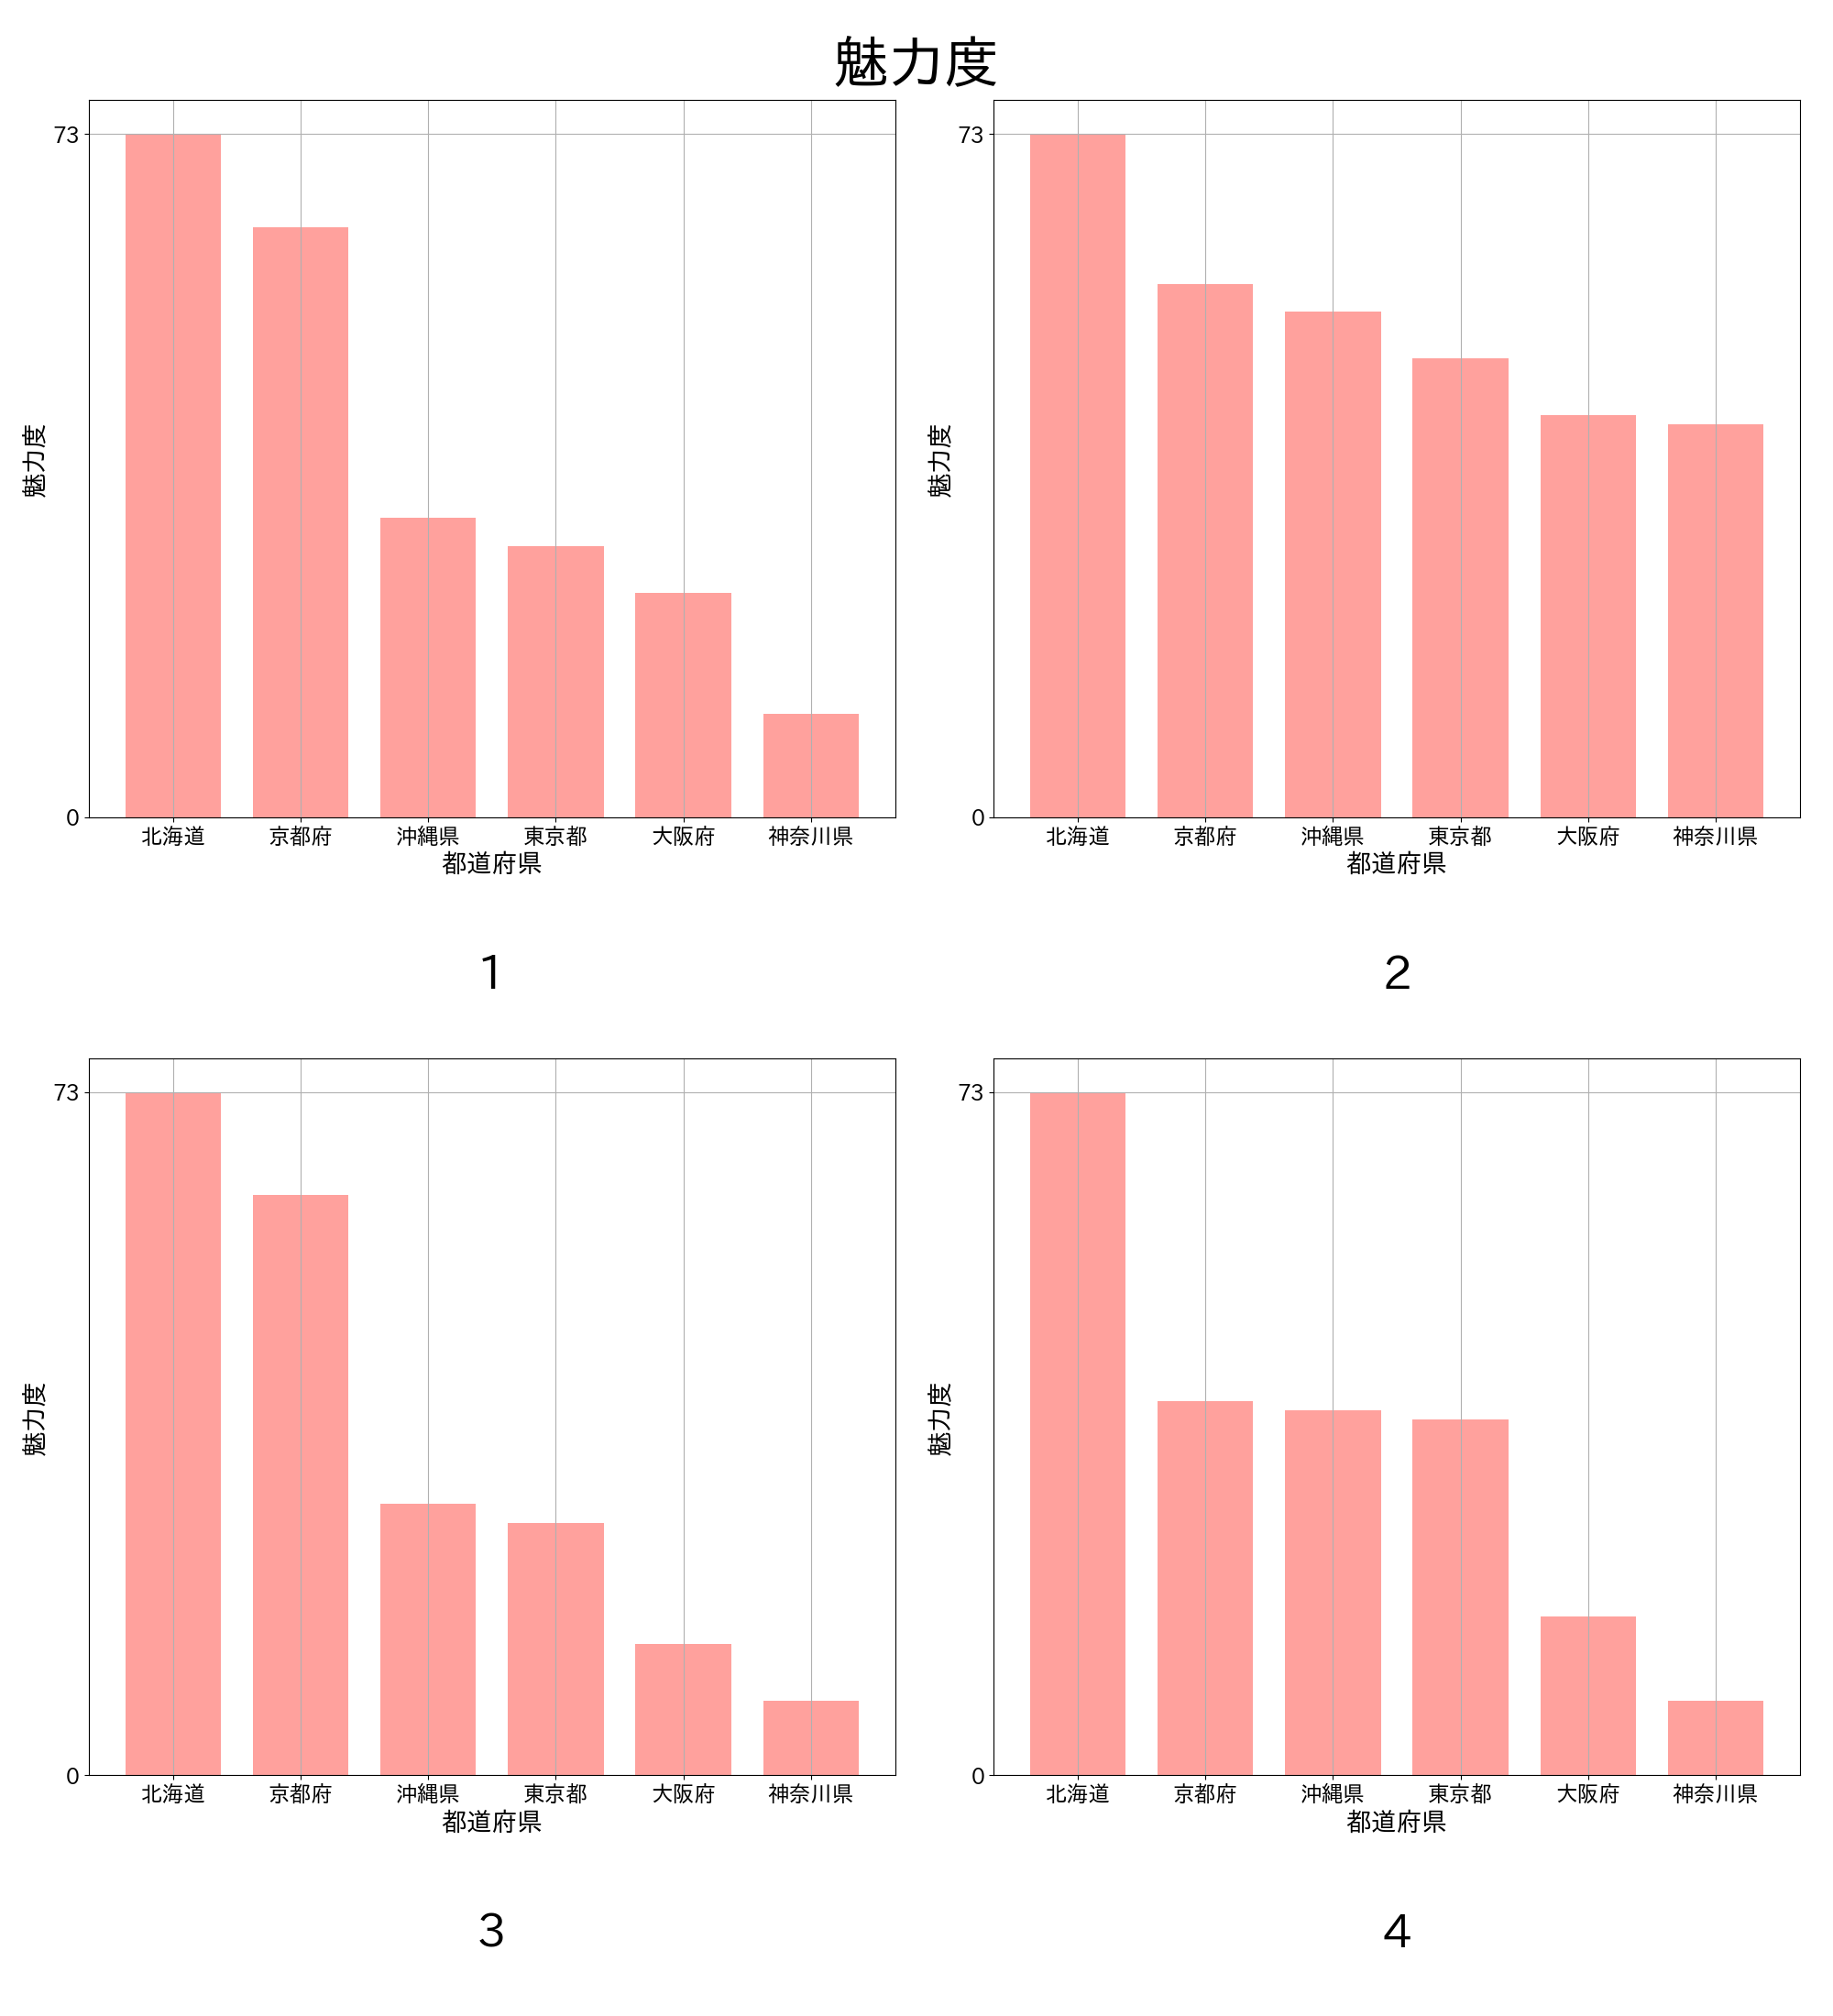 魅力度
73
0
魅力度
北海道 京都府 沖縄県 東京都 大阪府 神奈川県
都道府県
1
73
0
魅力度
北海道 京都府 沖縄県 東京都 大阪府 神奈川県
都道府県
2
73
0
魅力度
北海道 京都府 沖縄県 東京都 大阪府 神奈川県
都道府県
3
73
0
魅力度
北海道 京都府 沖縄県 東京都 大阪府 神奈川県
都道府県
4